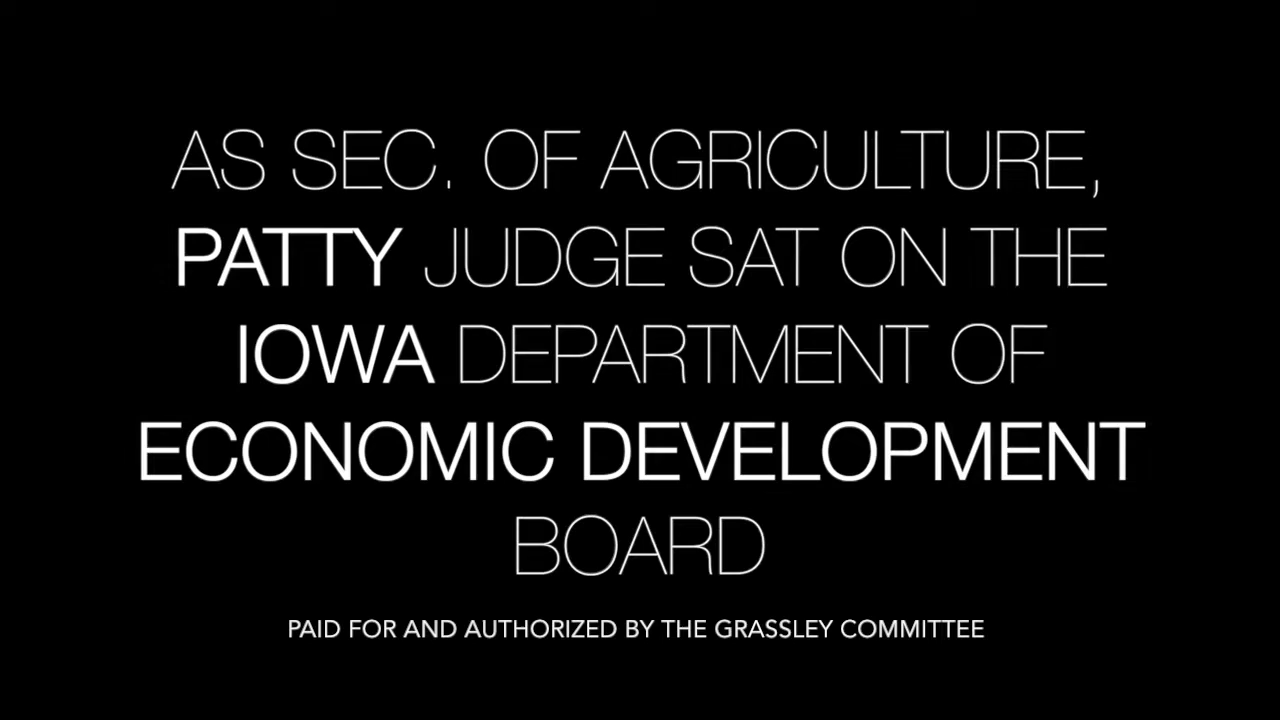 AS SEC. OF AGRICULTURE,
PATTY JUDGE SAT ON THE
IOWA DEPARTMENT OF
ECONOMIC DEVELOPMENT
BOARD
PAID FOR AND AUTHORIZED BY THE GRASSLEY COMMITTEE